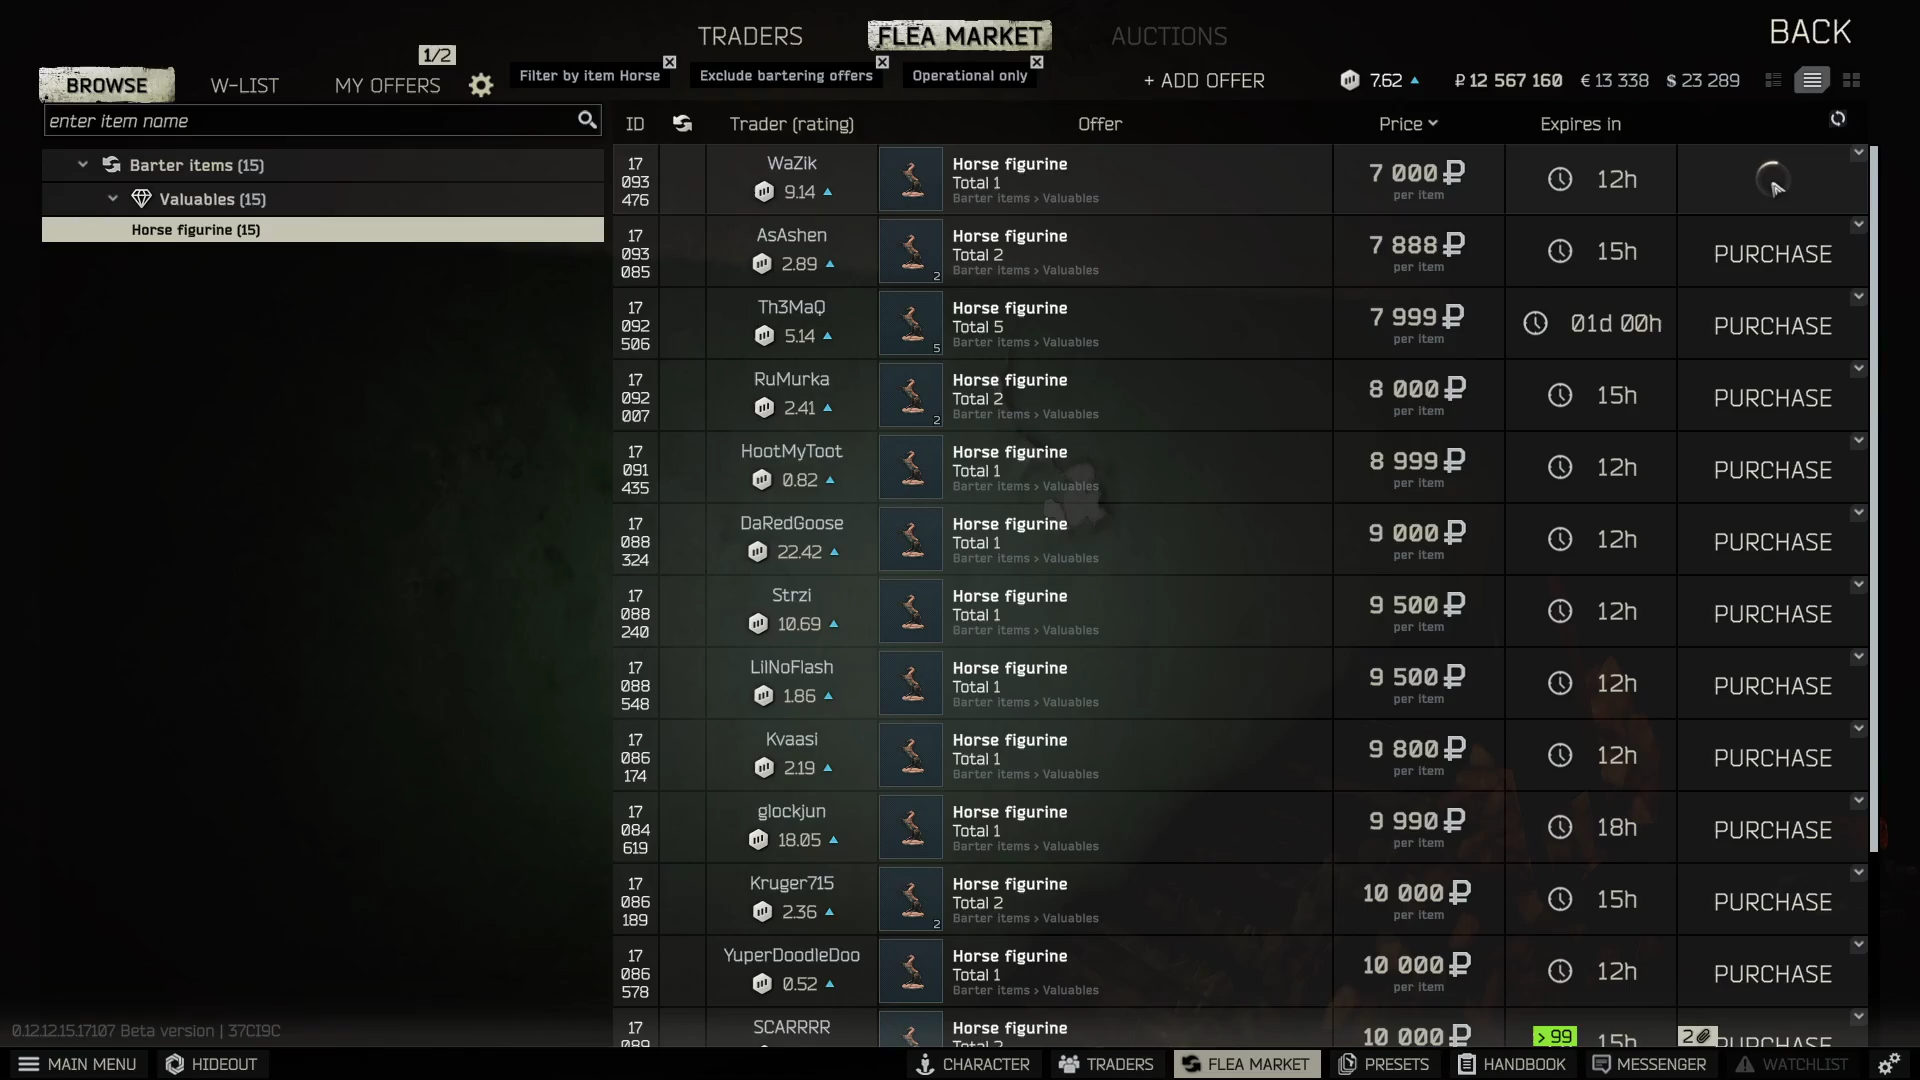 TRADERS
FLEA MARKET
AUCTIONS
BACK
1/2
BROWSE
W-LIST
MY OFFERS
Filter by item Horse
Exclude bartering offers
Operational only
+ ADD OFFER
7.62
₽ 12 567 160
€ 13 338
$ 23 289
enter item name
ID
Trader (rating)
Offer
Price
Expires in
Barter items (15)
Valuables (15)
Horse figurine (15)
17
093
476
WaZik
9.14
Horse figurine
Total 1
Barter items > Valuables
7 000 ₽
per item
12h
17
093
085
AsAshen
2.89
2
Horse figurine
Total 2
Barter items > Valuables
7 888 ₽
per item
15h
PURCHASE
17
092
506
Th3MaQ
5.14
5
Horse figurine
Total 5
Barter items > Valuables
7 999 ₽
per item
01d 00h
PURCHASE
17
092
007
RuMurka
2.41
2
Horse figurine
Total 2
Barter items > Valuables
8 000 ₽
per item
15h
PURCHASE
17
091
435
HootMyToot
0.82
Horse figurine
Total 1
Barter items > Valuables
8 999 ₽
per item
12h
PURCHASE
17
088
324
DaRedGoose
22.42
Horse figurine
Total 1
Barter items > Valuables
9 000 ₽
per item
12h
PURCHASE
17
088
240
Strzi
10.69
Horse figurine
Total 1
Barter items > Valuables
9 500 ₽
per item
12h
PURCHASE
17
088
548
LilNoFlash
1.86
Horse figurine
Total 1
Barter items > Valuables
9 500 ₽
per item
12h
PURCHASE
17
086
174
Kvaasi
2.19
Horse figurine
Total 1
Barter items > Valuables
9 800 ₽
per item
12h
PURCHASE
17
084
619
glockjun
18.05
Horse figurine
Total 1
Barter items > Valuables
9 990 ₽
per item
18h
PURCHASE
17
086
189
Kruger715
2.36
2
Horse figurine
Total 2
Barter items > Valuables
10 000 ₽
per item
15h
PURCHASE
17
086
578
YuperDoodleDoo
0.52
Horse figurine
Total 1
Barter items > Valuables
10 000 ₽
per item
12h
PURCHASE
17
089
SCARRRR
Horse figurine
Total 2
10 000 ₽
15h
PURCHASE
> 99
2
0.12.12.15.17107 Beta version | 37CI9C
MAIN MENU
HIDEOUT
CHARACTER
TRADERS
FLEA MARKET
PRESETS
HANDBOOK
MESSENGER
WATCHLIST